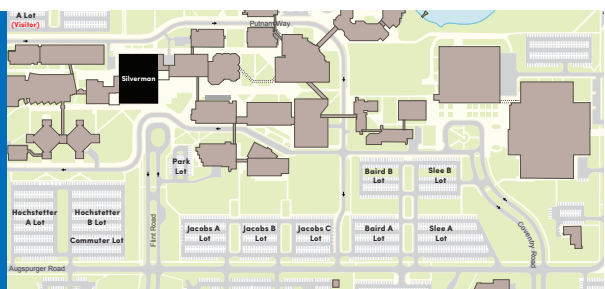 A Lot
(Visitor)
Putnam Way
Silverman
Park
Lot
Baird B
Lot
Slee B
Lot
Hochstetter
A Lot
Hochstetter
B Lot
Commuter Lot
Flint Road
Jacobs A
Lot
Jacobs B
Lot
Jacobs C
Lot
Baird A
Lot
Slee A
Lot
Coventry Road
Augspurger Road